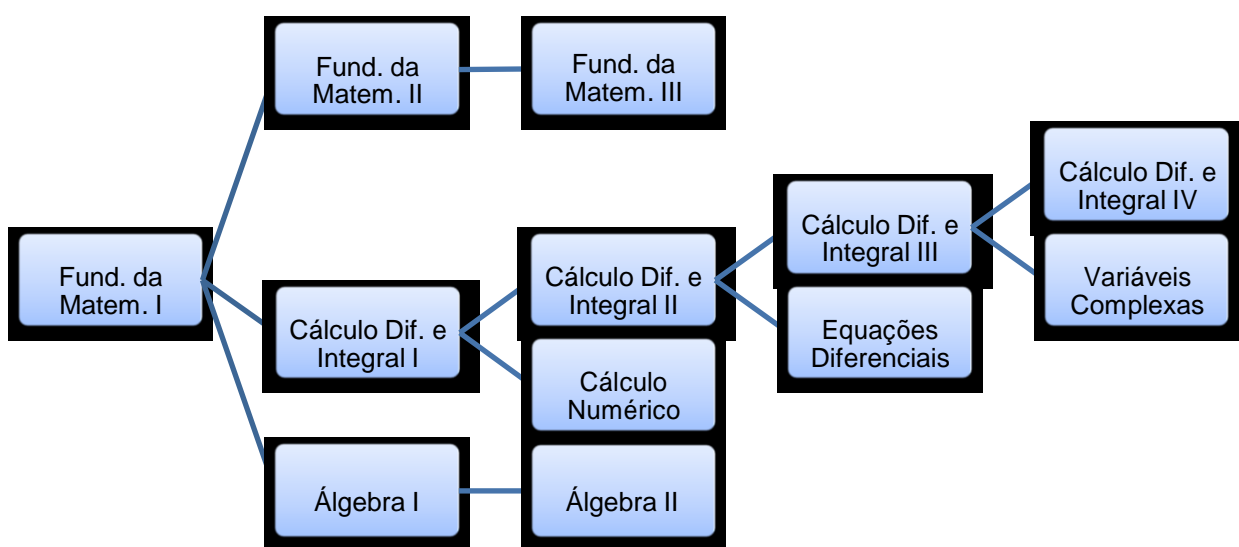 Fund. da
Matem. I
Fund. da
Matem. II
Fund. da
Matem. III
Cálculo Dif. e
Integral I
Cálculo Dif. e
Integral II
Cálculo Dif. e
Integral III
Cálculo Dif. e
Integral IV
Variáveis
Complexas
Equações
Diferenciais
Cálculo
Numérico
Álgebra I
Álgebra II